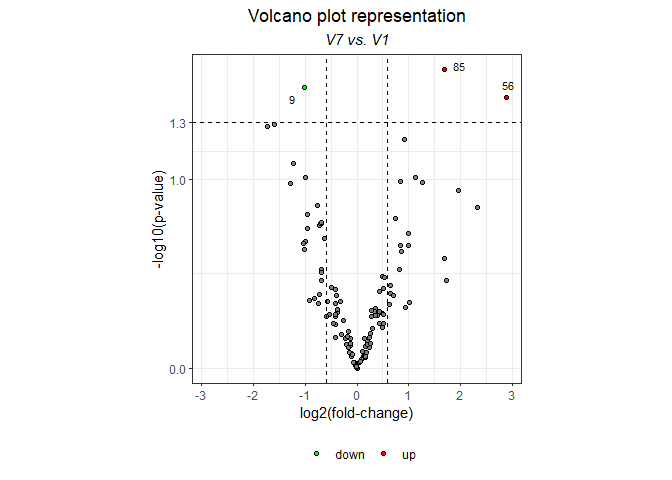 Volcano plot representation
V7 vs. V1
85
56
9
1.3
1.0
0.0
-log10(p-value)
-3 -2 -1 0 1 2 3
log2(fold-change)
down up